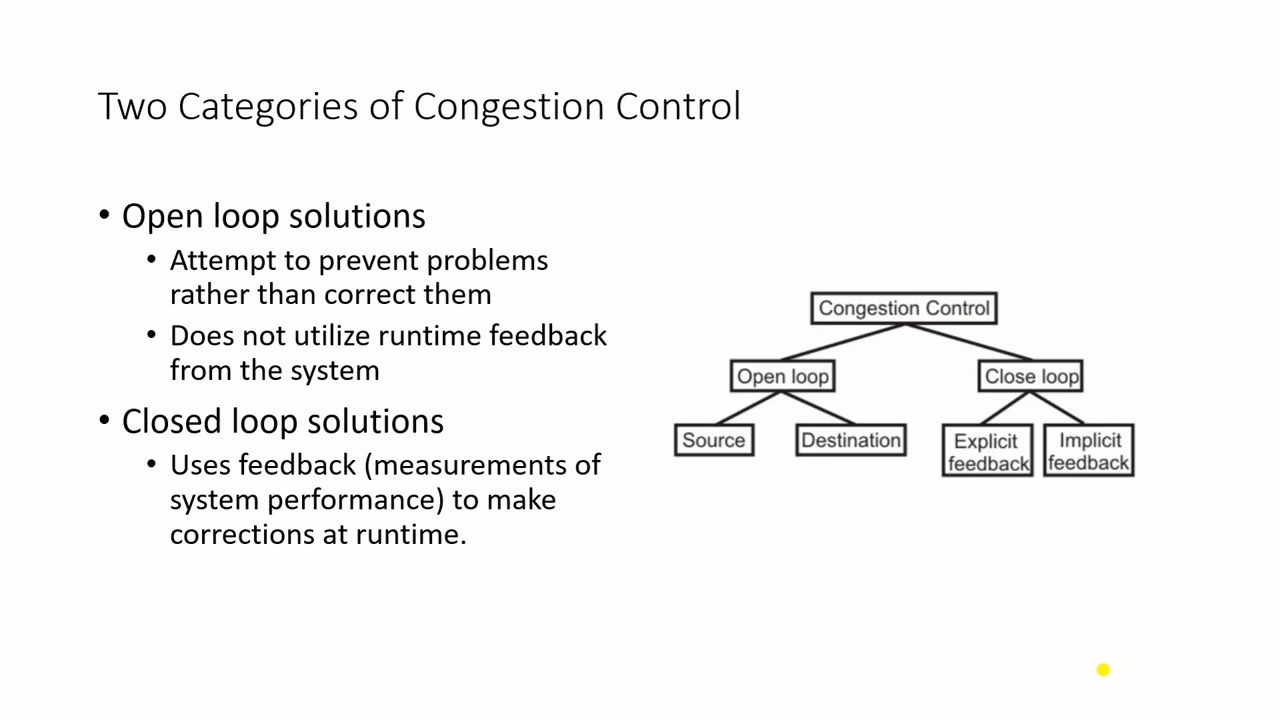 Two Categories of Congestion Control
• Open loop solutions
• Attempt to prevent problems
rather than correct them
• Does not utilize runtime feedback
from the system
• Closed loop solutions
• Uses feedback (measurements of
system performance) to make
corrections at runtime.
Congestion Control
Open loop
Close loop
Source
Destination
Explicit
feedback
Implicit
feedback